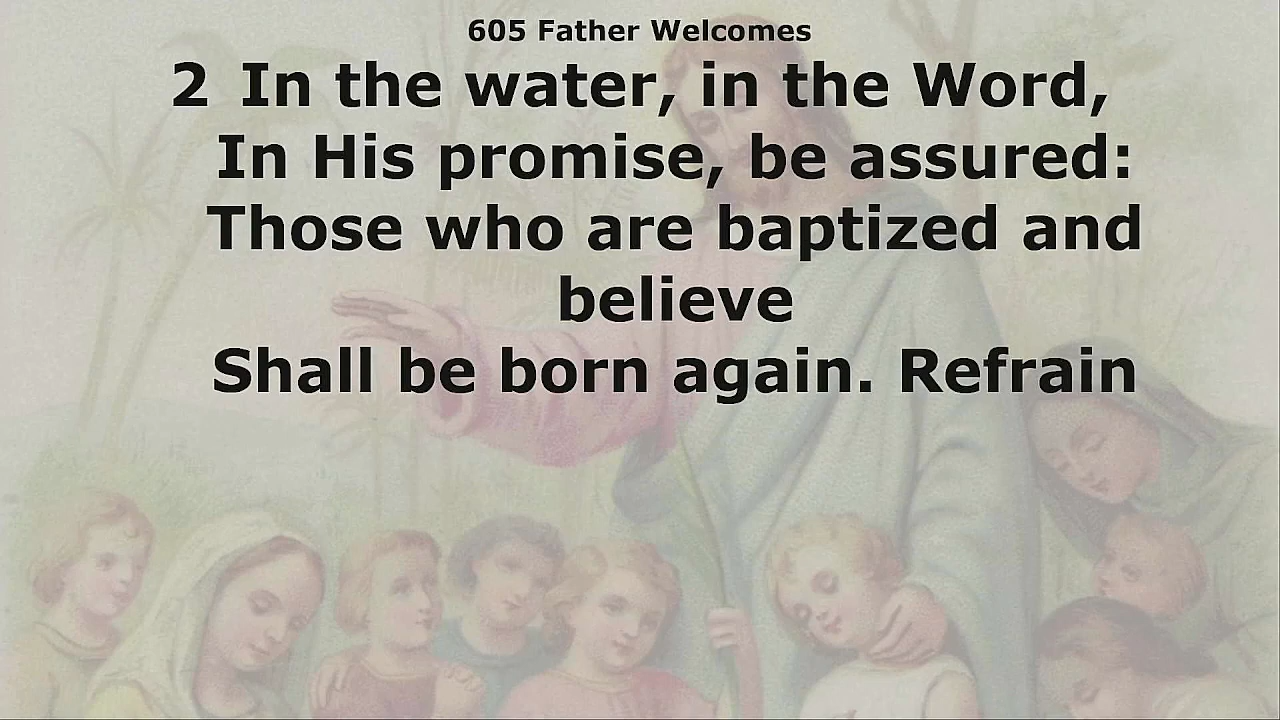 605 Father Welcomes
2 In the water, in the Word,
In His promise, be assured:
Those who are baptized and
believe
Shall be born again. Refrain